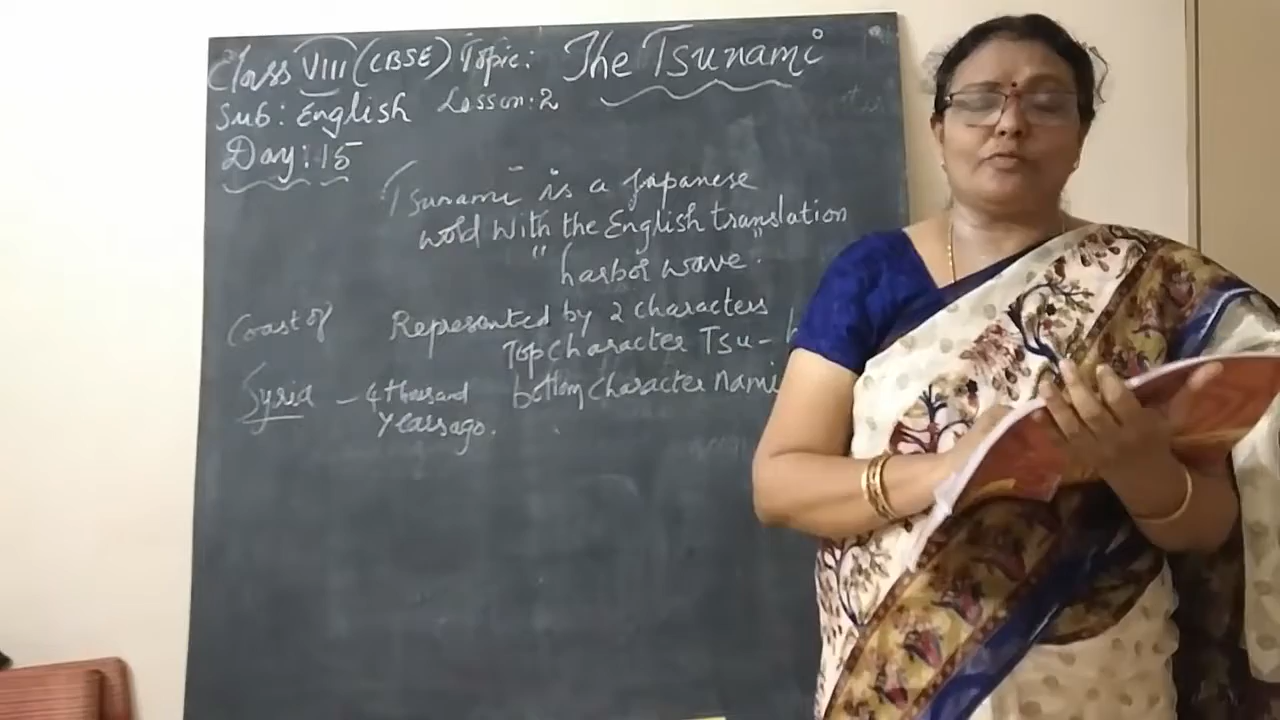 Class VIII (CBSE) Topic: The Tsunami
Sub: English Lesson: 2
Day: 15
Tsunami is a Japanese
word With the English translation
"harbor wave".
Coast of
Represented by 2 characters
Top Character Tsu -
Syria - 4 thousand
years ago.
bottom Character nami